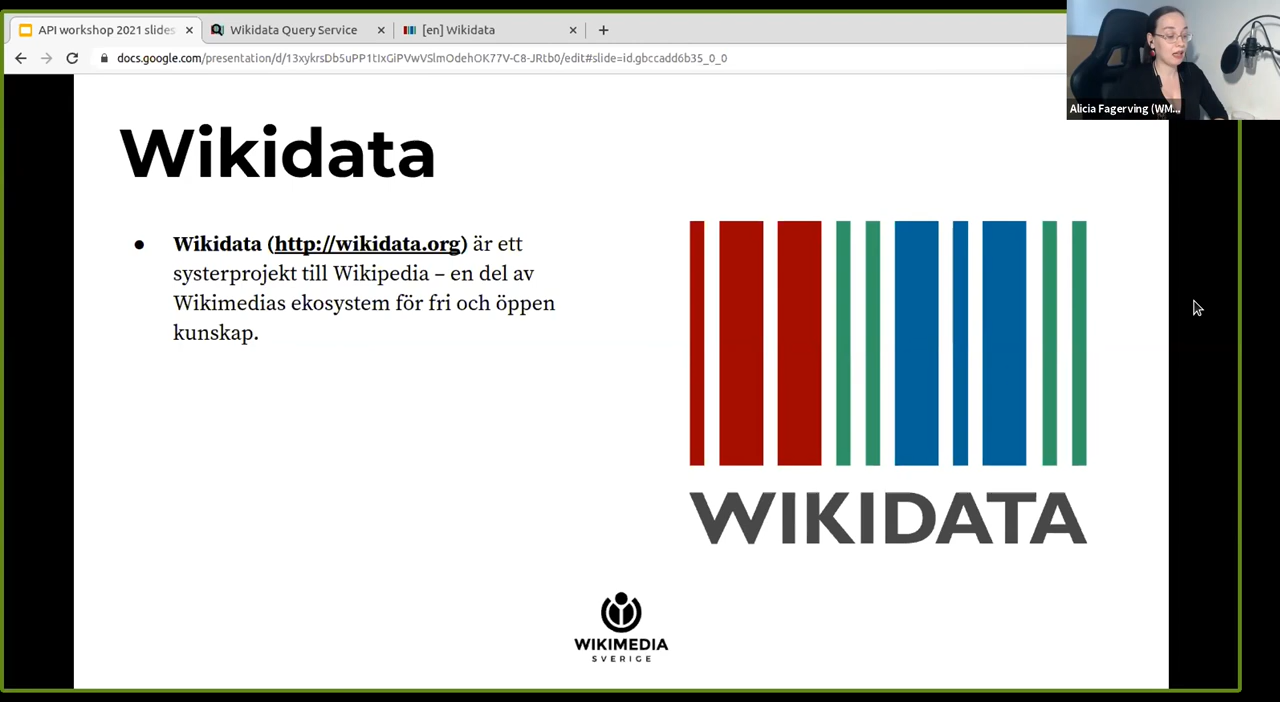 API workshop 2021 slides
Wikidata Query Service
[en] Wikidata
docs.google.com/presentation/d/13xykrsDb5uPP1tIxGiPVwVSlmOdehOK77V-C8-JRtb0/edit#slide=id.gbccadd6b35_0_0
Alicia Fagerving (WM...
Wikidata
● Wikidata (http://wikidata.org) är ett
systerprojekt till Wikipedia – en del av
Wikimedias ekosystem för fri och öppen
kunskap.
WIKIDATA
WIKIMEDIA
SVERIGE